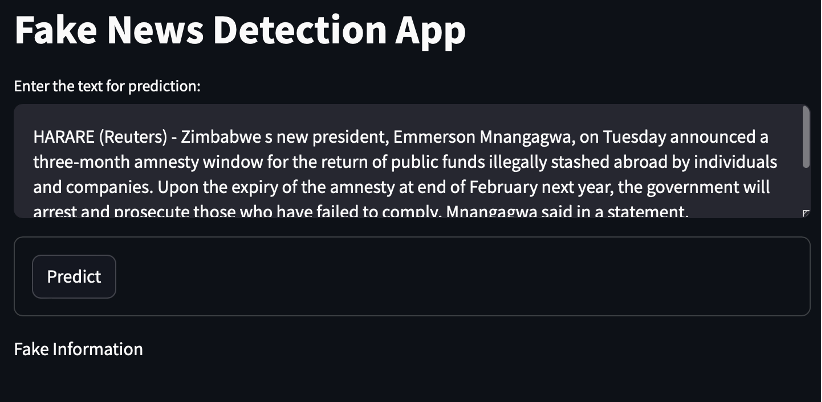 Fake News Detection App
Enter the text for prediction:
HARARE (Reuters) - Zimbabwe s new president, Emmerson Mnangagwa, on Tuesday announced a
three-month amnesty window for the return of public funds illegally stashed abroad by individuals
and companies. Upon the expiry of the amnesty at end of February next year, the government will
arrest and prosecute those who have failed to comply, Mnangagwa said in a statement.
Predict
Fake Information